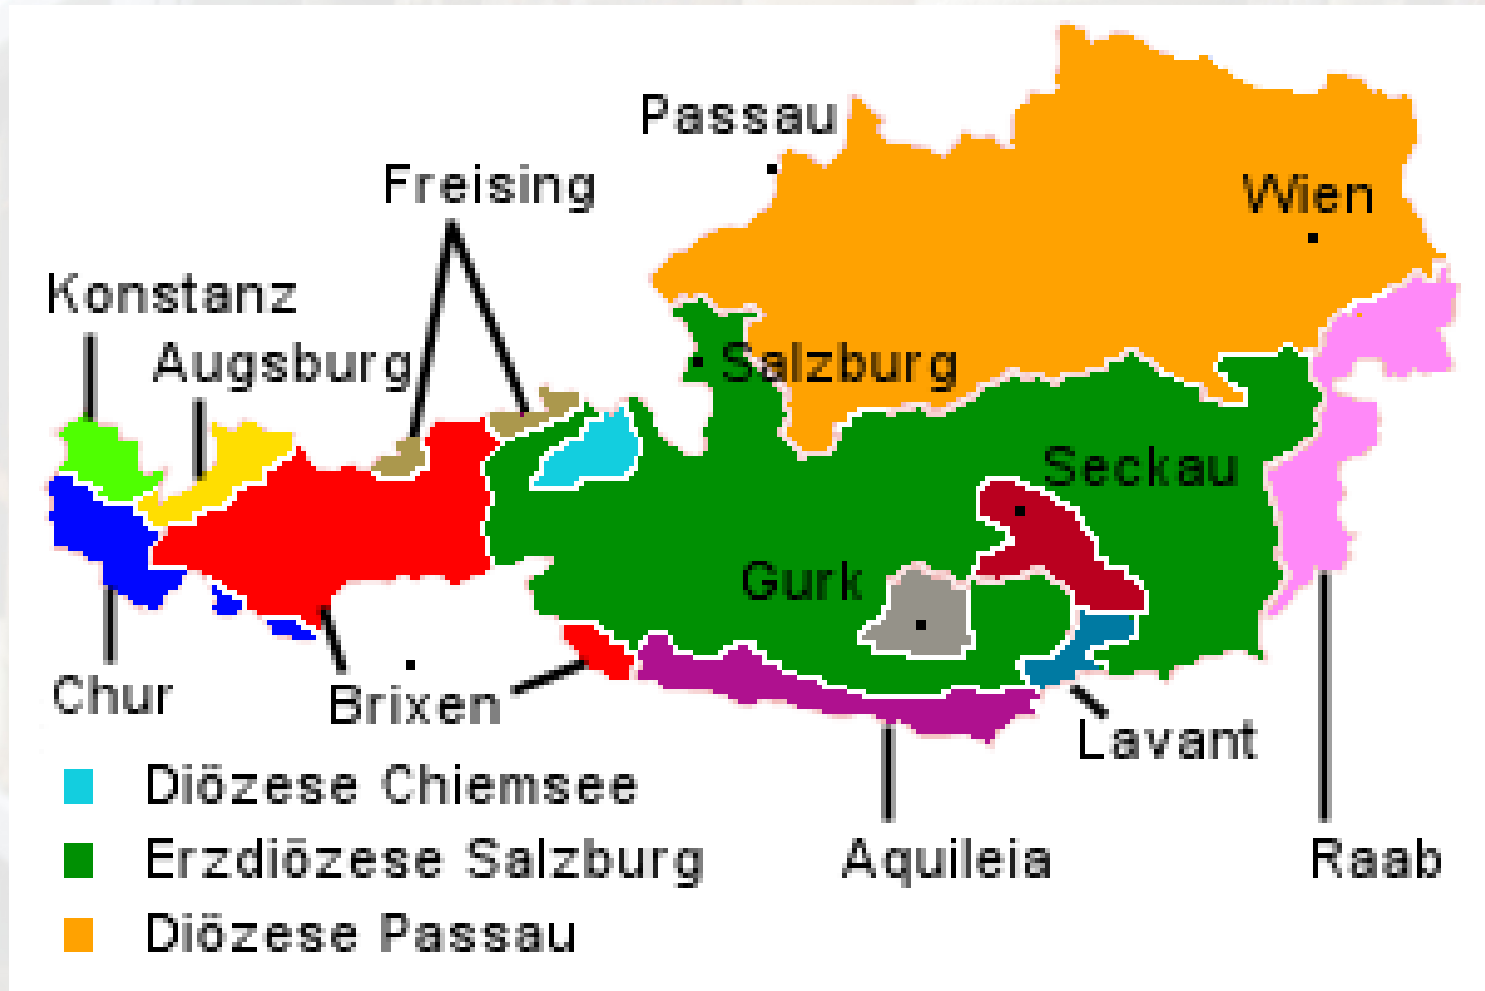 Passau
Freising
Wien
Konstanz
Augsburg
Salzburg
Seckau
Gurk
Chur
Brixen
Lavant
Diözese Chiemsee
Erzdiözese Salzburg
Aquileia
Raab
Diözese Passau